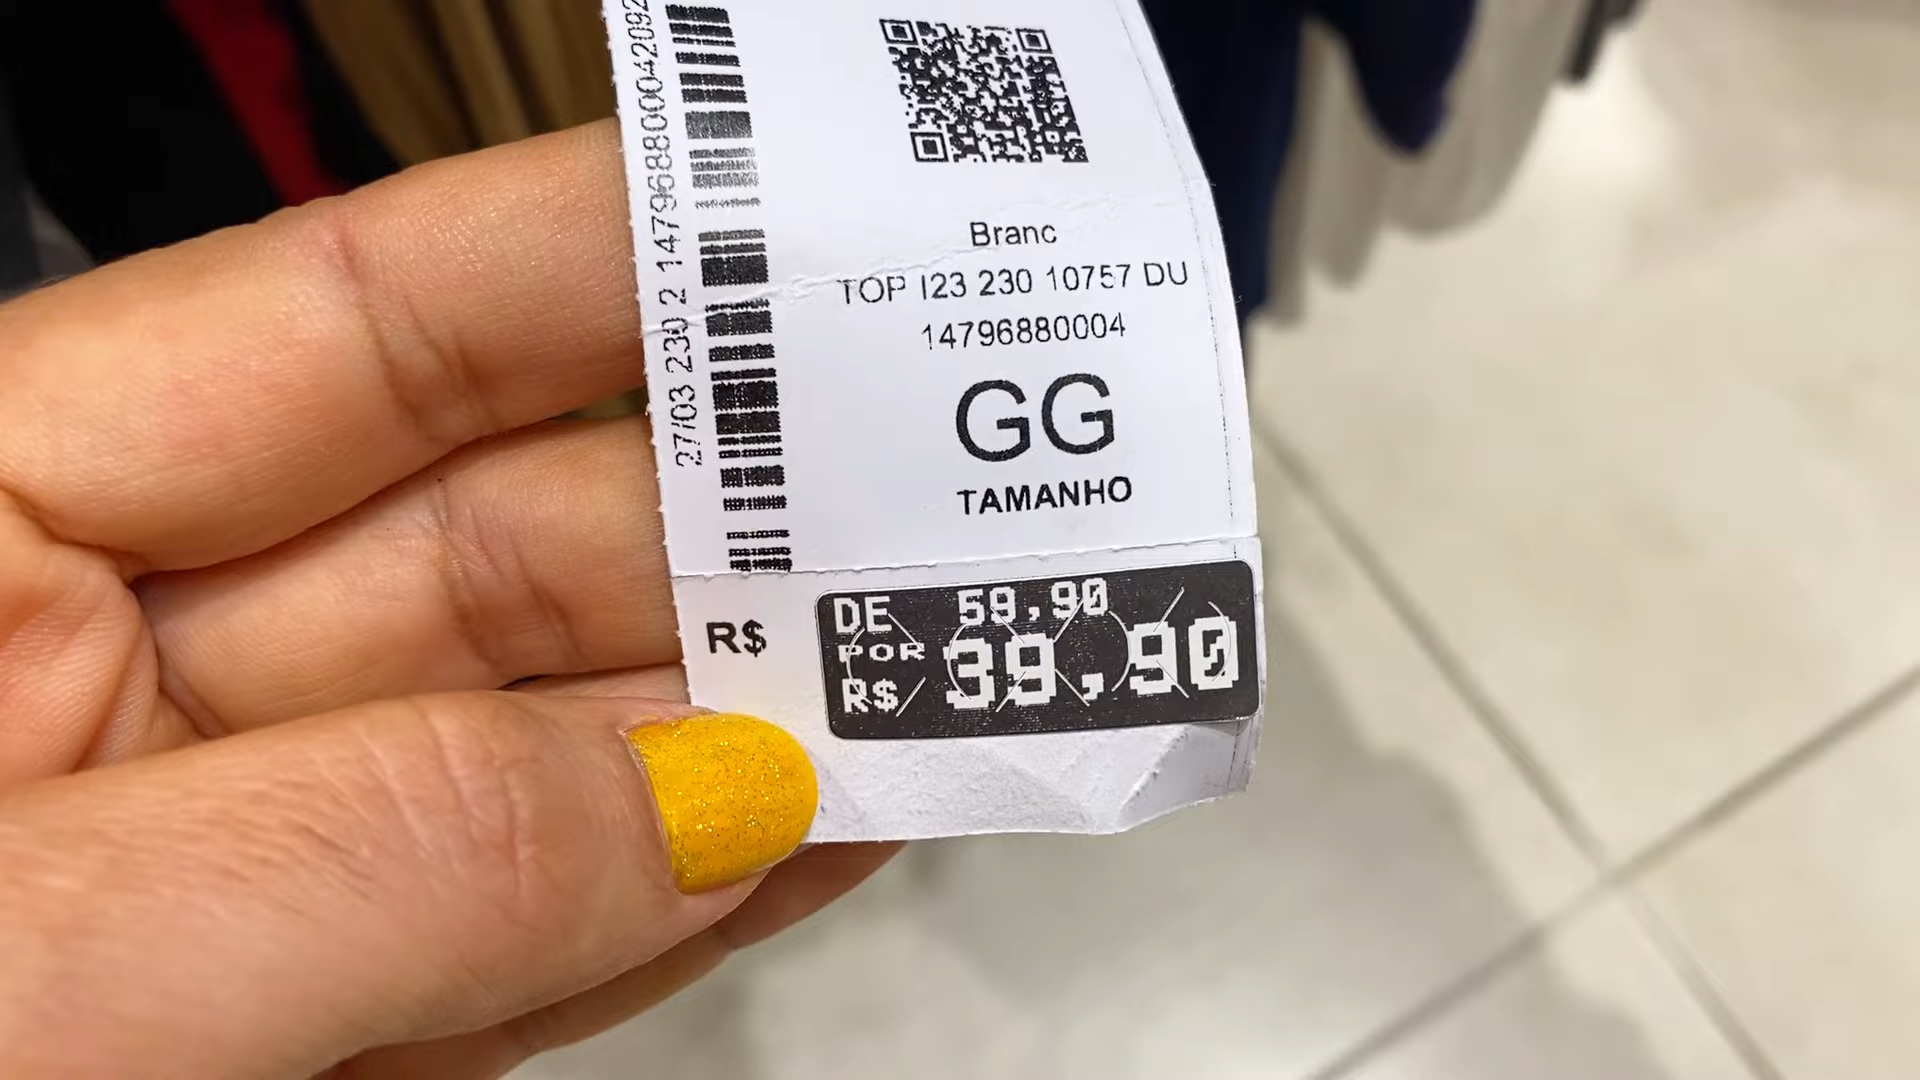 27/03 230 2 147968800042092
Branc
TOP I23 230 10757 DU
14796880004
GG
TAMANHO
R$
DE 59,90
POR
R$ 39,90